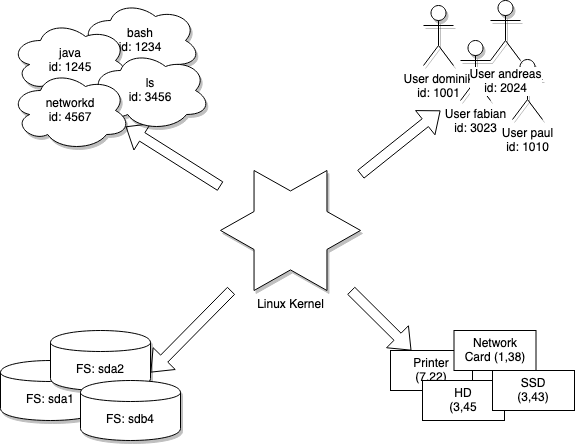 bash
id: 1234
java
id: 1245
ls
id: 3456
networkd
id: 4567
User dominik
id: 1001
User andreas
id: 2024
User fabian
id: 3023
User paul
id: 1010
Linux Kernel
FS: sda2
FS: sda1
FS: sdb4
Network
Card (1,38)
Printer
(7,22)
SSD
(3,43)
HD
(3,45